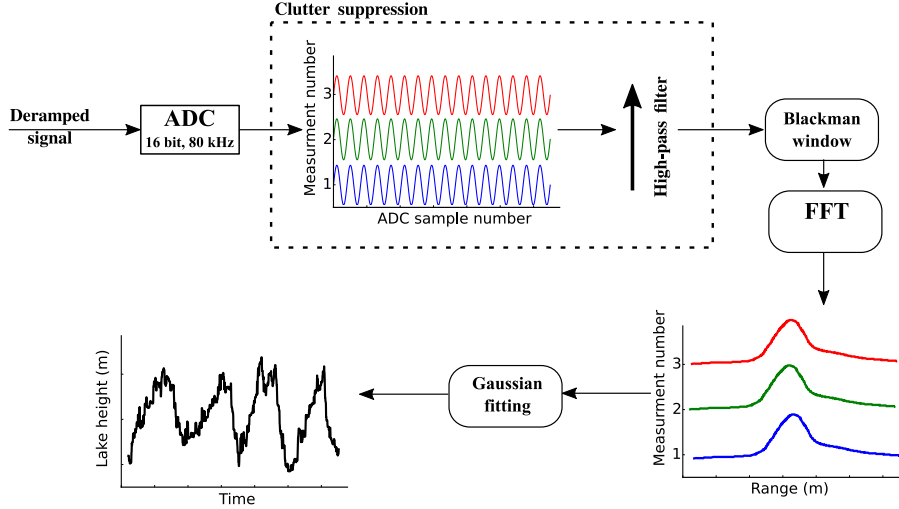 Clutter suppression
Deramped
signal
ADC
16 bit, 80 kHz
Measurment number
3
2
1
ADC sample number
High-pass filter
Blackman
window
FFT
Measurment number
3
2
1
Range (m)
Gaussian
fitting
Lake height (m)
Time